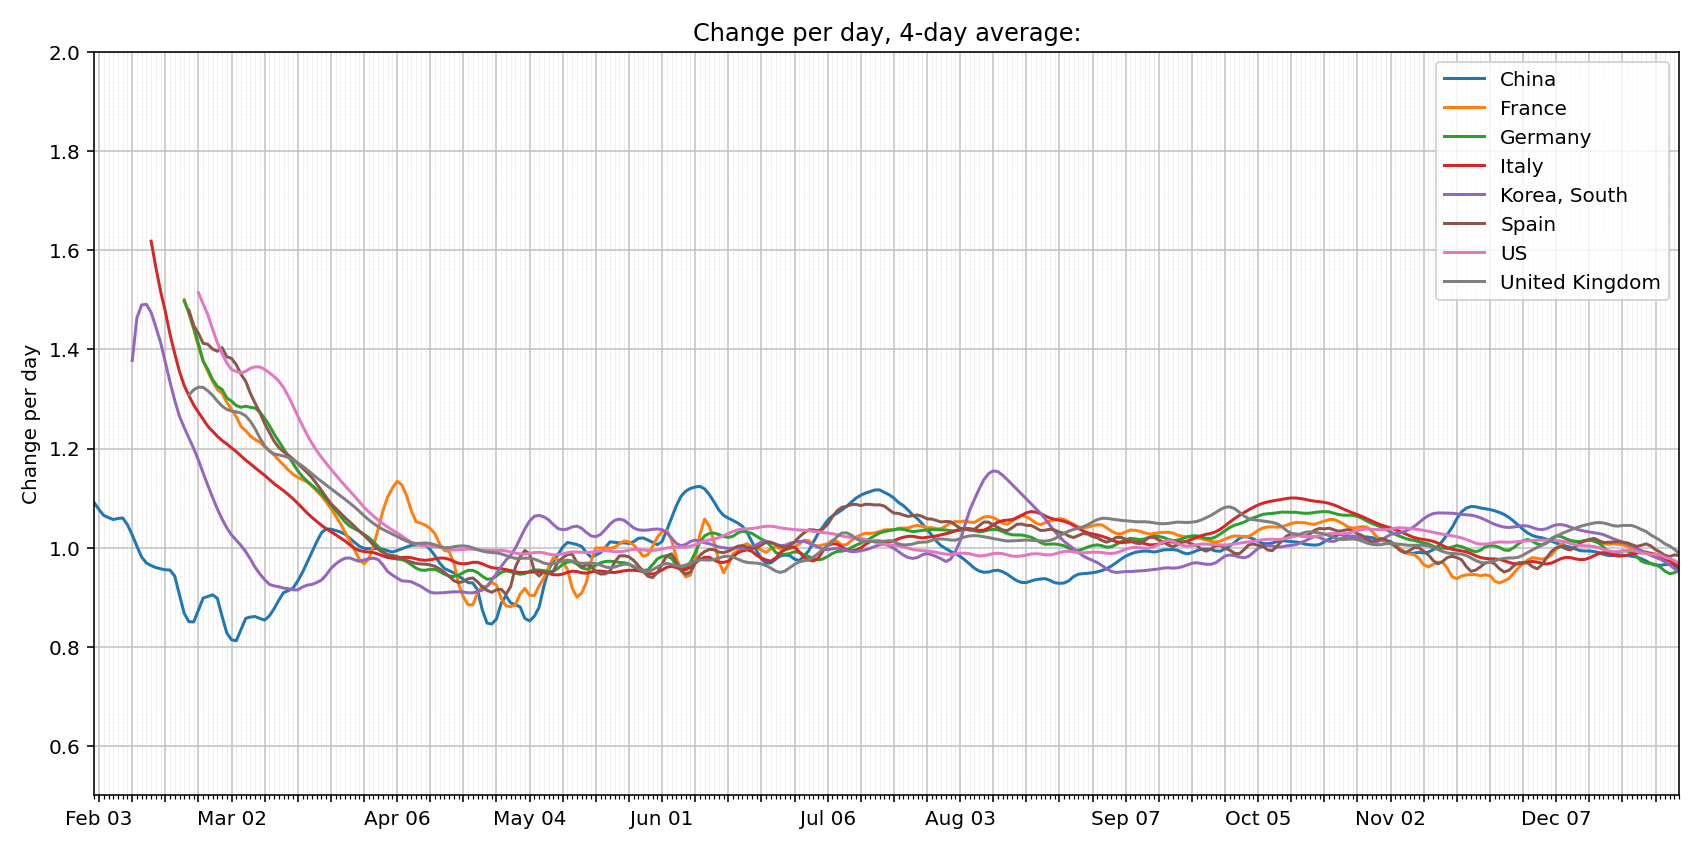 Change per day, 4-day average:
2.0
1.8
1.6
1.4
1.2
1.0
0.8
0.6
Change per day
China
France
Germany
Italy
Korea, South
Spain
US
United Kingdom
Feb 03 Mar 02 Apr 06 May 04 Jun 01 Jul 06 Aug 03 Sep 07 Oct 05 Nov 02 Dec 07